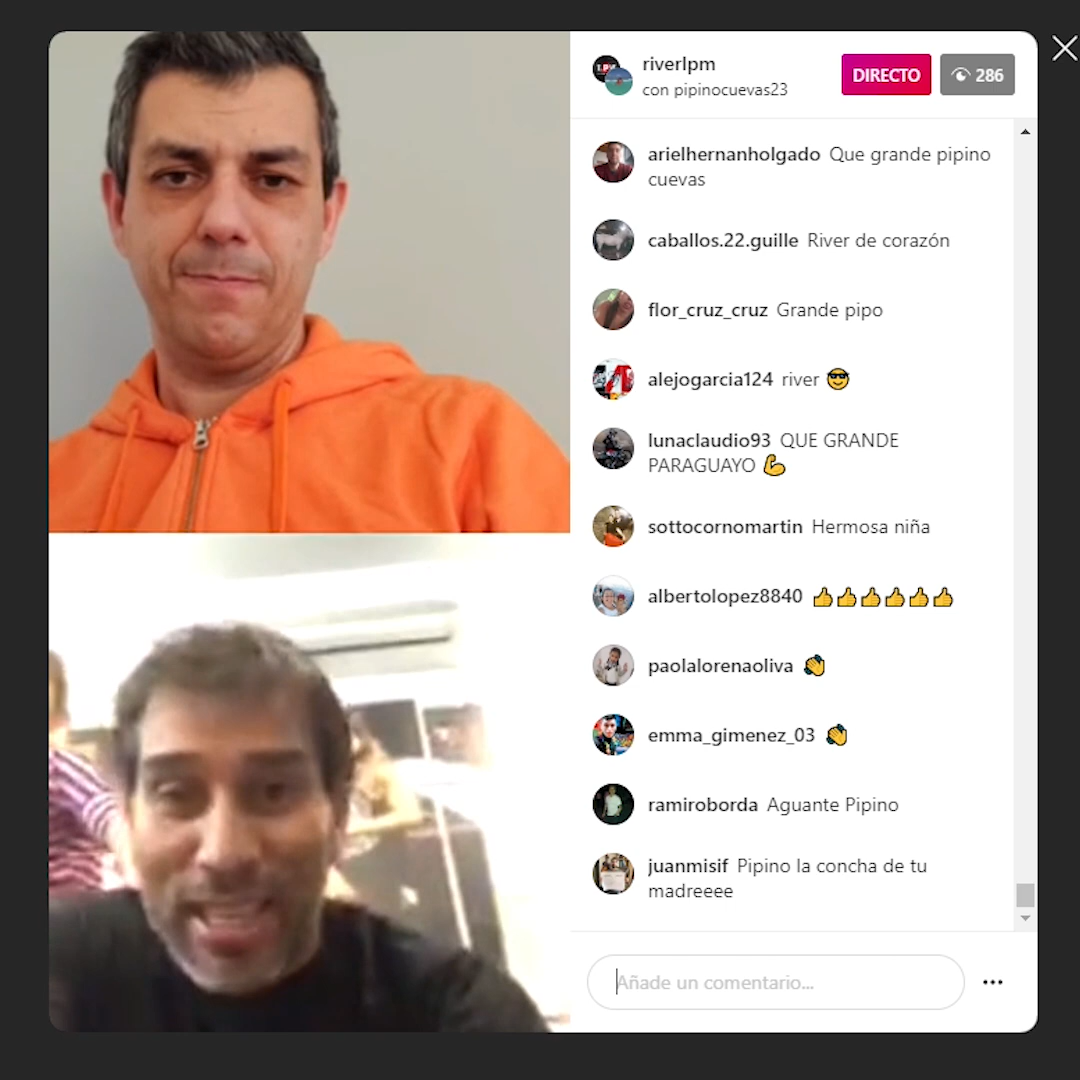 riverlpm
con pipinocuevas23
DIRECTO
286
arielhernanholgado Que grande pipino
cuevas
caballos.22.guille River de corazón
flor_cruz_cruz Grande pipo
alejogarcia124 river 😎
lunaclaudio93 QUE GRANDE
PARAGUAYO 💪
sottocornomartin Hermosa niña
albertolopez8840 👍👍👍👍👍👍
paolalorenaoliva 👏
emma_gimenez_03 👏
ramiroborda Aguante Pipino
juanmisif Pipino la concha de tu
madreeee
Añade un comentario...